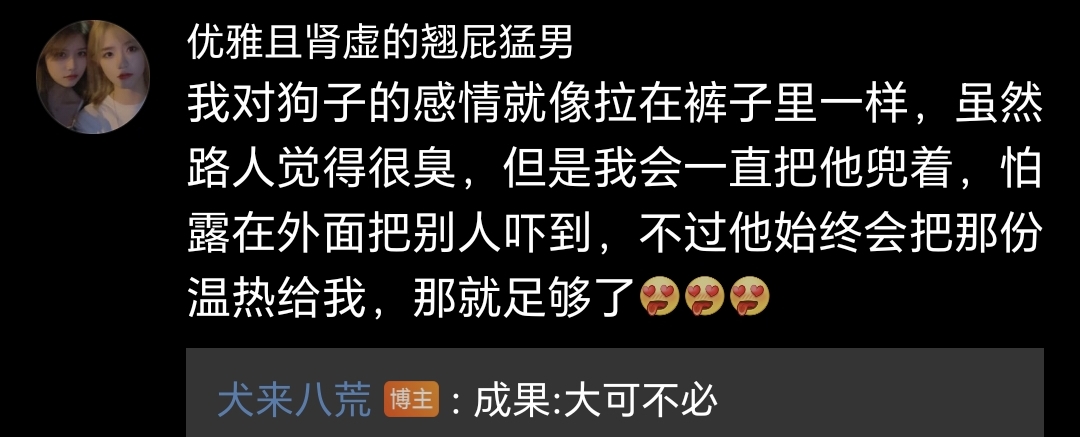 优雅且肾虚的翘屁猛男
我对狗子的感情就像拉在裤子里一样，虽然
路人觉得很臭，但是我会一直把他兜着，怕
露在外面把别人吓到，不过他始终会把那份
温热给我，那就足够了
犬来八荒 博主：成果:大可不必